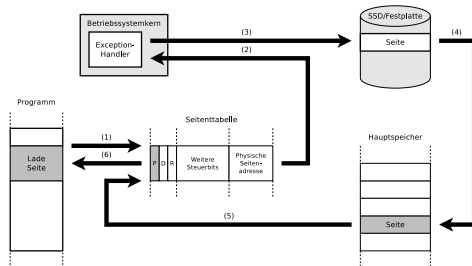 SSD/Festplatte
Betriebssystemkern
(3)
(4)
Exception-
Handler
Seite
(2)
Programm
Seitenttabelle
Hauptspeicher
(1)
Lade
Seite
(6)
P D R
Weitere
Steuerbits
Physische
Seiten-
adresse
(5)
Seite